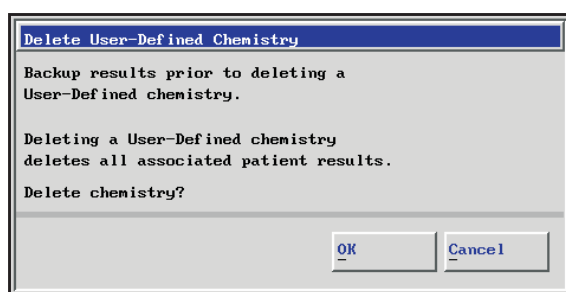 Delete User-Defined Chemistry
Backup results prior to deleting a
User-Defined chemistry.
Deleting a User-Defined chemistry
deletes all associated patient results.
Delete chemistry?
OK
Cancel